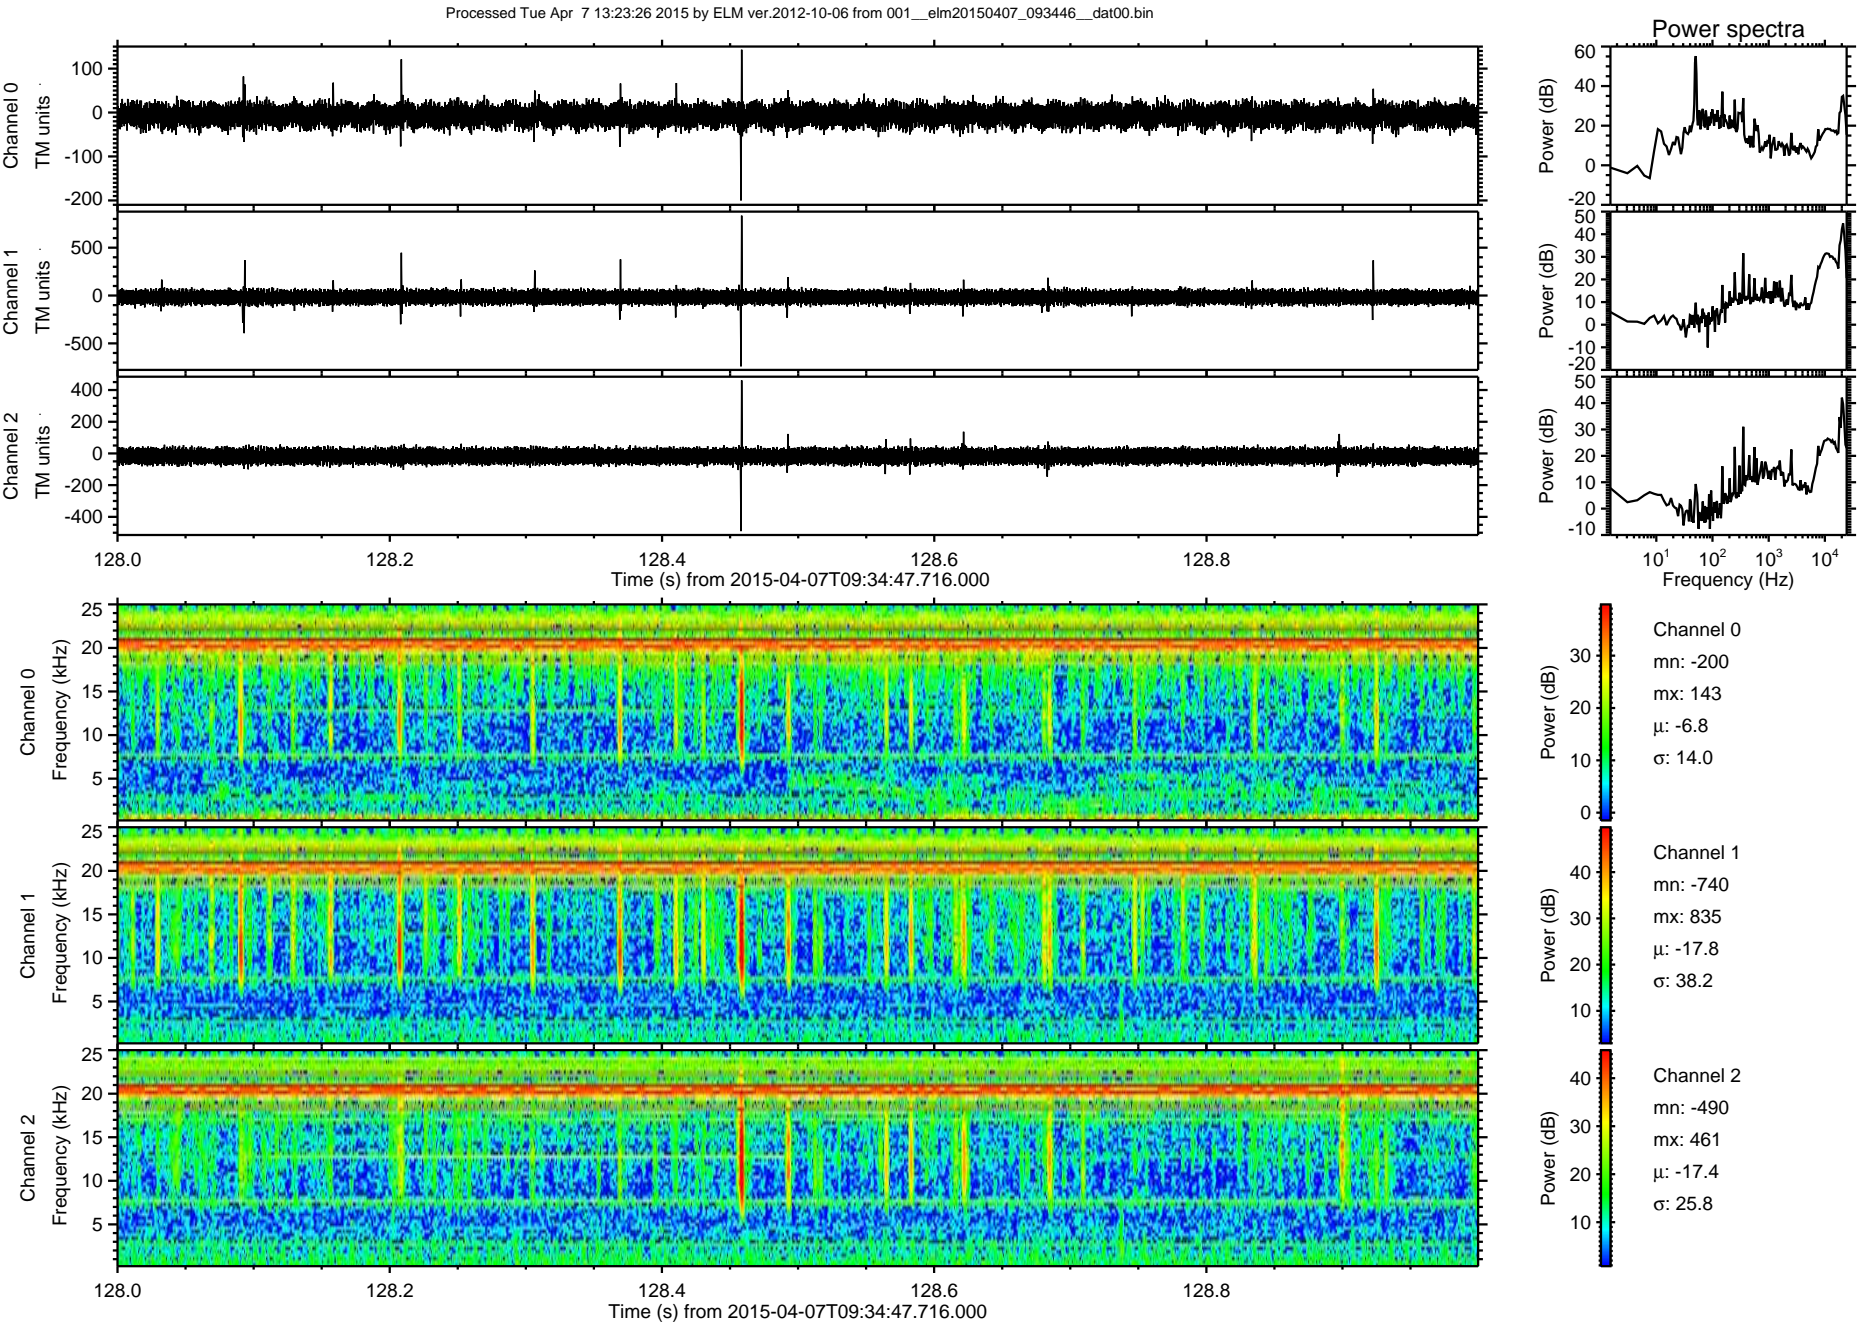 Processed Tue Apr 7 13:23:26 2015 by ELM ver.2012-10-06 from 001__elm20150407_093446__dat00.bin
Power spectra
Channel 0
TM units
100
0
-100
-200
Power (dB)
60
40
20
0
-20
Channel 1
TM units
500
0
-500
Power (dB)
50
40
30
20
10
0
-10
-20
Channel 2
TM units
400
200
0
-200
-400
Power (dB)
50
40
30
20
10
0
-10
128.0 128.2 128.4 128.6 128.8
Time (s) from 2015-04-07T09:34:47.716.000
10¹ 10² 10³ 10⁴
Frequency (Hz)
Channel 0
Frequency (kHz)
25
20
15
10
5
Power (dB)
30
20
10
0
Channel 0
mn: -200
mx: 143
μ: -6.8
σ: 14.0
Channel 1
Frequency (kHz)
25
20
15
10
5
Power (dB)
40
30
20
10
Channel 1
mn: -740
mx: 835
μ: -17.8
σ: 38.2
Channel 2
Frequency (kHz)
25
20
15
10
5
Power (dB)
40
30
20
10
Channel 2
mn: -490
mx: 461
μ: -17.4
σ: 25.8
128.0 128.2 128.4 128.6 128.8
Time (s) from 2015-04-07T09:34:47.716.000